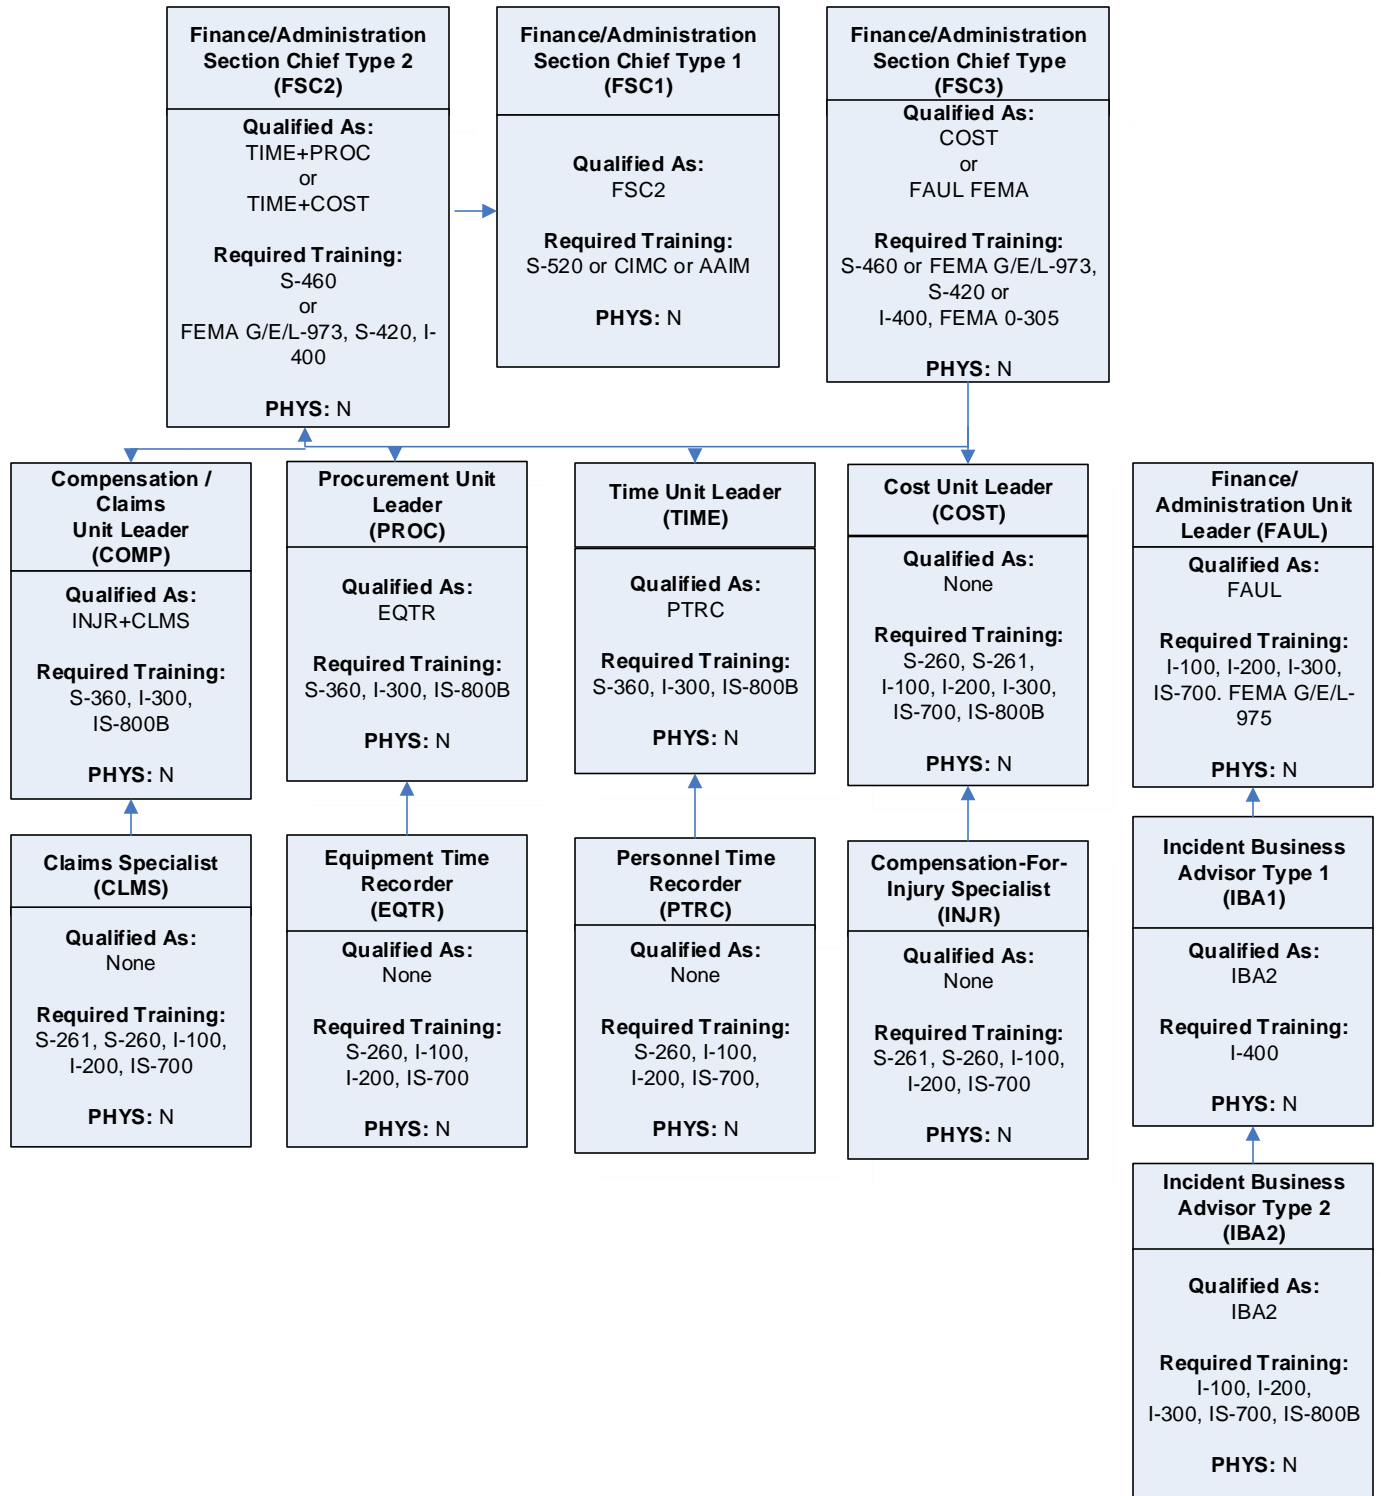 Finance/Administration
Section Chief Type 2
(FSC2)
Qualified As:
TIME+PROC
or
TIME+COST
Required Training:
S-460
or
FEMA G/E/L-973, S-420, I-
400
PHYS: N
Finance/Administration
Section Chief Type 1
(FSC1)
Qualified As:
FSC2
Required Training:
S-520 or CIMC or AAIM
PHYS: N
Finance/Administration
Section Chief Type
(FSC3)
Qualified As:
COST
or
FAUL FEMA
Required Training:
S-460 or FEMA G/E/L-973,
S-420 or
I-400, FEMA 0-305
PHYS: N
Compensation /
Claims
Unit Leader
(COMP)
Qualified As:
INJR+CLMS
Required Training:
S-360, I-300,
IS-800B
PHYS: N
Procurement Unit
Leader
(PROC)
Qualified As:
EQTR
Required Training:
S-360, I-300, IS-800B
PHYS: N
Time Unit Leader
(TIME)
Qualified As:
PTRC
Required Training:
S-360, I-300, IS-800B
PHYS: N
Cost Unit Leader
(COST)
Qualified As:
None
Required Training:
S-260, S-261,
I-100, I-200, I-300,
IS-700, IS-800B
PHYS: N
Finance/
Administration Unit
Leader (FAUL)
Qualified As:
FAUL
Required Training:
I-100, I-200, I-300,
IS-700. FEMA G/E/L-
975
PHYS: N
Claims Specialist
(CLMS)
Qualified As:
None
Required Training:
S-261, S-260, I-100,
I-200, IS-700
PHYS: N
Equipment Time
Recorder
(EQTR)
Qualified As:
None
Required Training:
S-260, I-100,
I-200, IS-700
PHYS: N
Personnel Time
Recorder
(PTRC)
Qualified As:
None
Required Training:
S-260, I-100,
I-200, IS-700,
PHYS: N
Compensation-For-
Injury Specialist
(INJR)
Qualified As:
None
Required Training:
S-261, S-260, I-100,
I-200, IS-700
PHYS: N
Incident Business
Advisor Type 1
(IBA1)
Qualified As:
IBA2
Required Training:
I-400
PHYS: N
Incident Business
Advisor Type 2
(IBA2)
Qualified As:
IBA2
Required Training:
I-100, I-200,
I-300, IS-700, IS-800B
PHYS: N